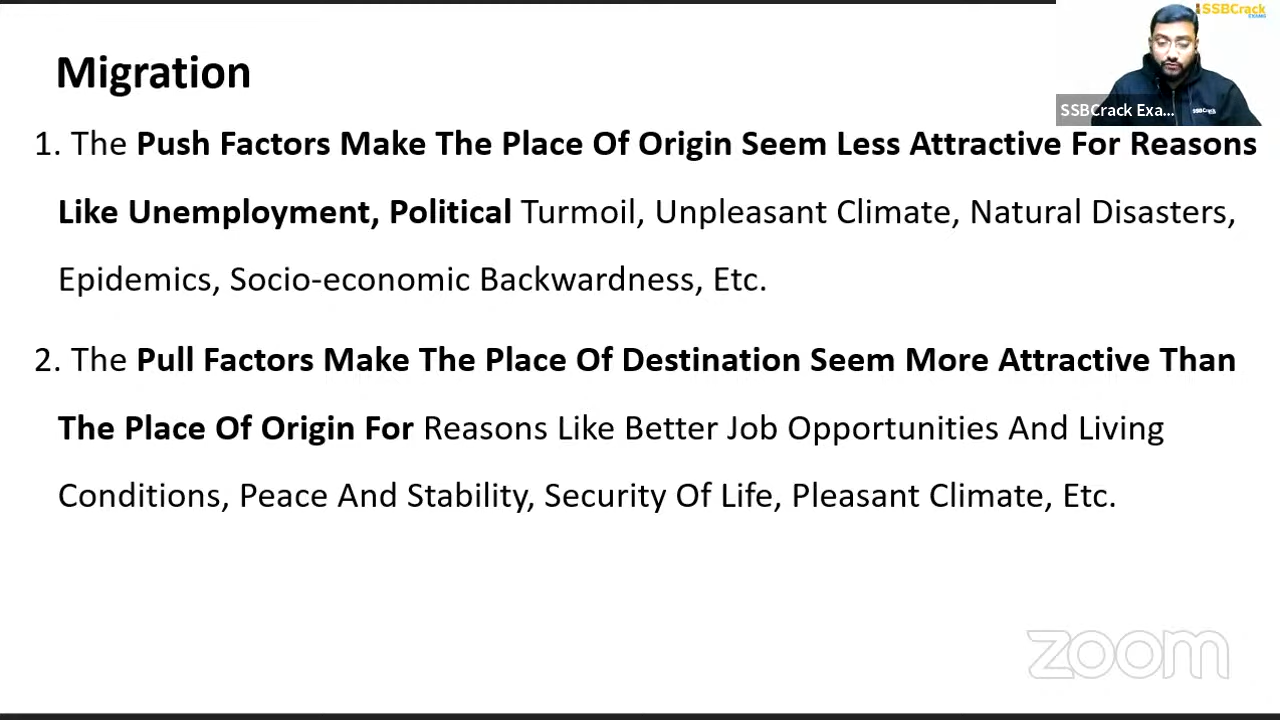 SSBCrack
EXAMS
SSBCrack Exa...
SSBCrack
Migration
1. The Push Factors Make The Place Of Origin Seem Less Attractive For Reasons
Like Unemployment, Political Turmoil, Unpleasant Climate, Natural Disasters,
Epidemics, Socio-economic Backwardness, Etc.
2. The Pull Factors Make The Place Of Destination Seem More Attractive Than
The Place Of Origin For Reasons Like Better Job Opportunities And Living
Conditions, Peace And Stability, Security Of Life, Pleasant Climate, Etc.
zoom